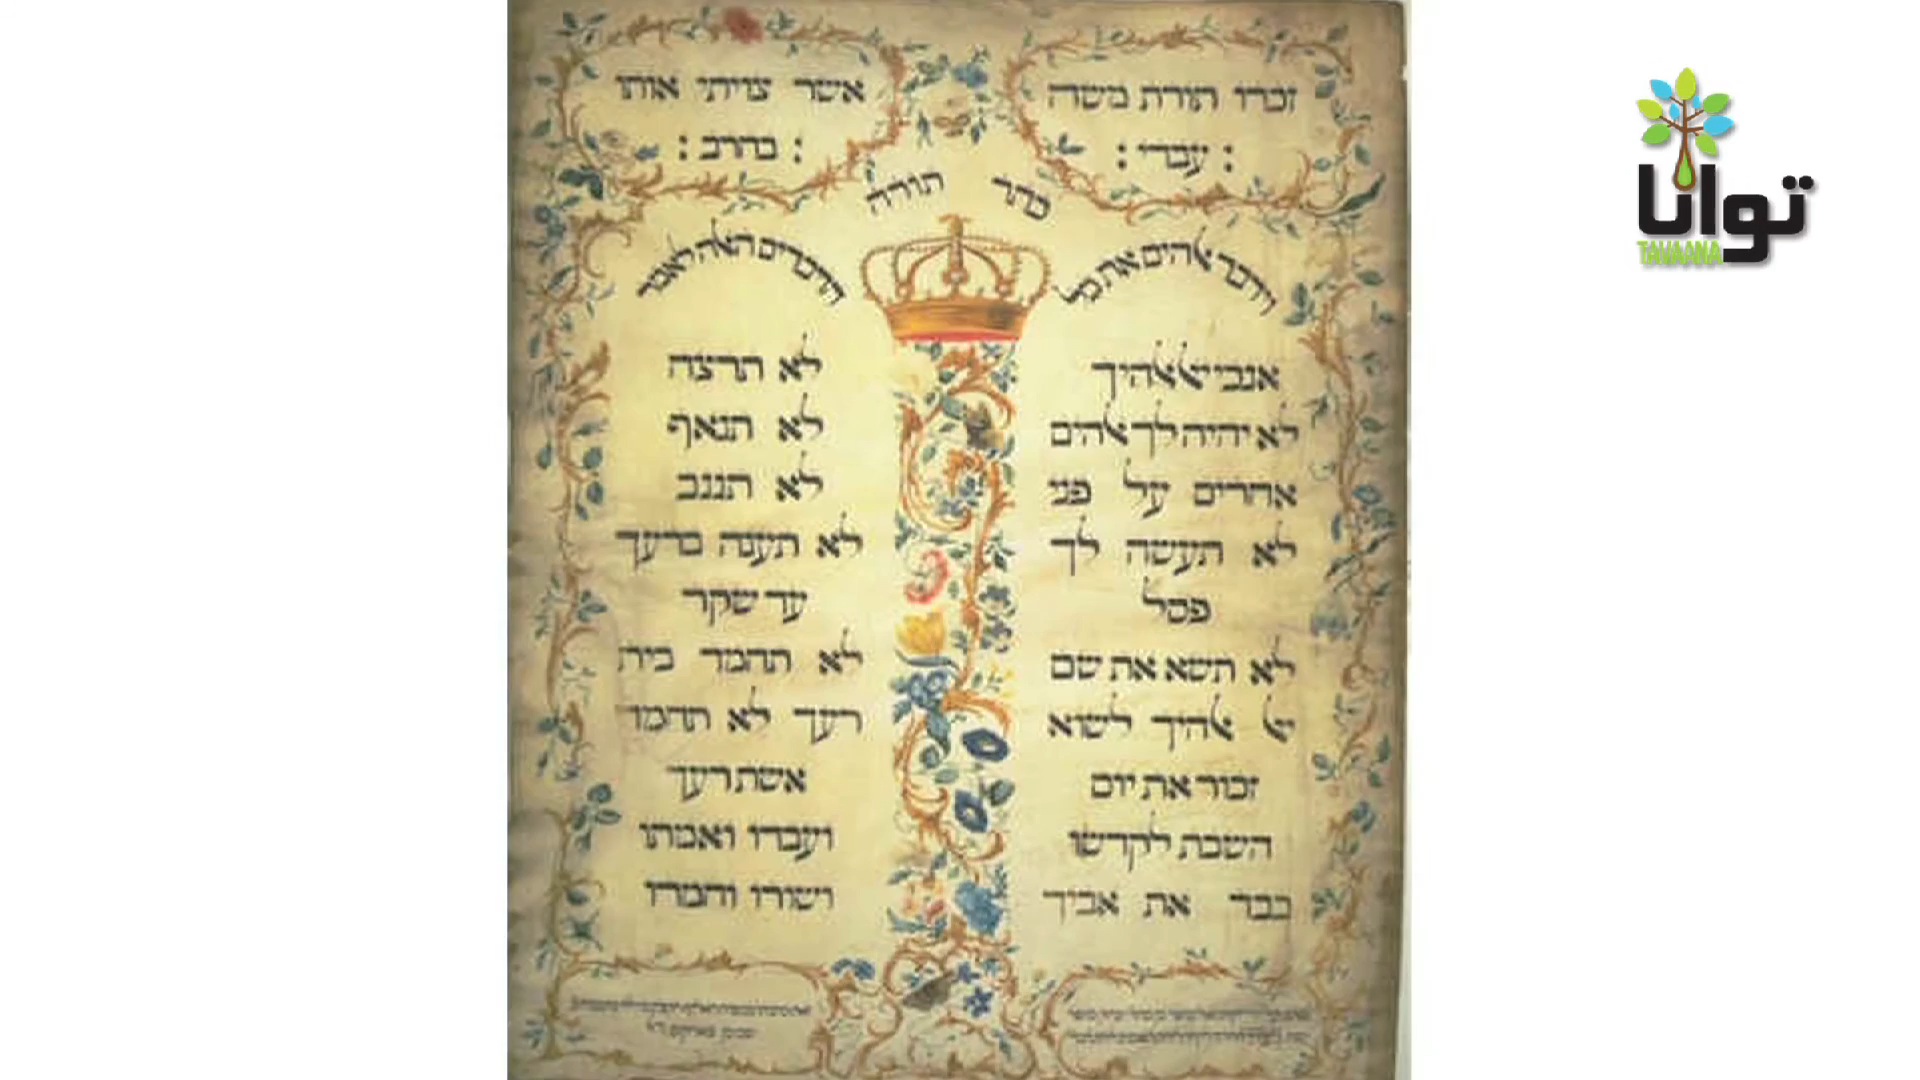 זכרו תורת משה
: עבדי :
אשר צויתי אותו
: בחרב :
כתר תורה
וידבר אלהים את כל
הדברים האלה לאמר
אנכי ייא אלהיך
לא יהיה לך אלהים
אחרים על פני
לא תעשה לך
פסל
לא תשא את שם
ייא אלהיך לשוא
זכור את יום
השבת לקדשו
כבד את אביך
לא תרצח
לא תנאף
לא תגנב
לא תענה ברעך
עד שקר
לא תחמד בית
רעך לא תחמד
אשת רעך
ועבדו ואמתו
ושורו וחמרו
توانا
TAVAANA